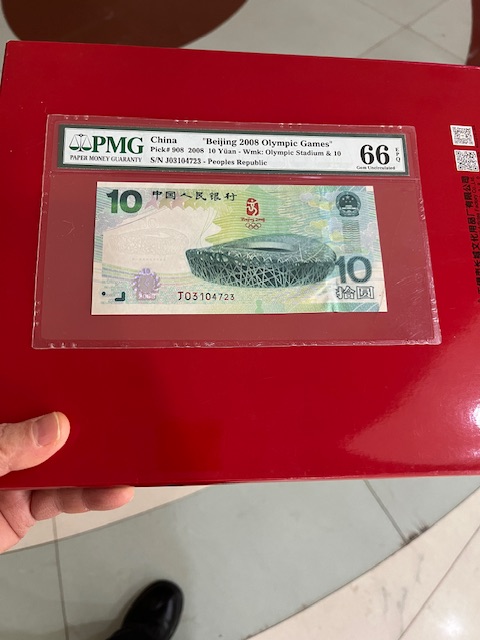 PMG
PAPER MONEY GUARANTY
China "Beijing 2008 Olympic Games"
Pick# 908 2008 10 Yüan - Wmk: Olympic Stadium & 10
S/N J03104723 - Peoples Republic
66 EPQ
Gem Uncirculated
10 中国人民银行
Beijing 2008
J03104723
10
拾圆